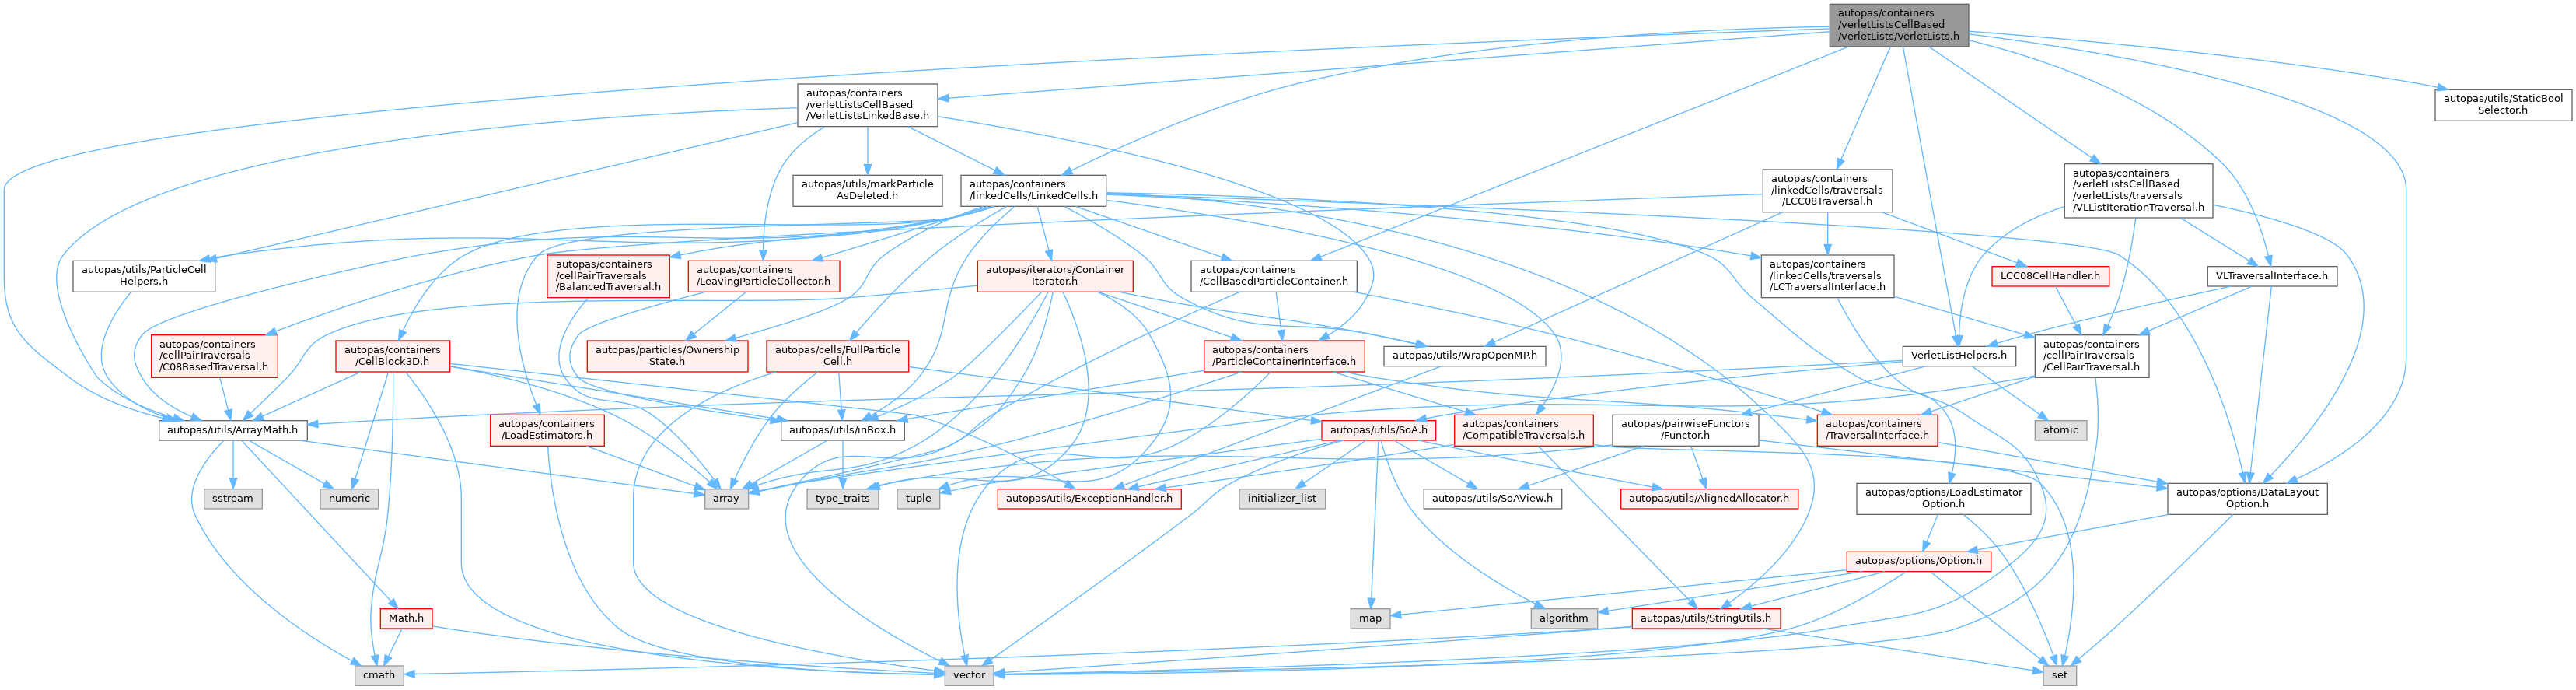 autopas/containers
/verletListsCellBased
/verletLists/VerletLists.h
autopas/containers
/verletListsCellBased
/VerletListsLinkedBase.h
autopas/utils/StaticBool
Selector.h
autopas/utils/markParticle
AsDeleted.h
autopas/containers
/linkedCells/LinkedCells.h
autopas/containers
/linkedCells/traversals
/LCC08Traversal.h
autopas/containers
/verletListsCellBased
/verletLists/traversals
/VLListIterationTraversal.h
autopas/utils/ParticleCell
Helpers.h
autopas/containers
/cellPairTraversals
/BalancedTraversal.h
autopas/containers
/LeavingParticleCollector.h
autopas/iterators/Container
Iterator.h
autopas/containers
/CellBasedParticleContainer.h
autopas/containers
/linkedCells/traversals
/LCTraversalInterface.h
LCC08CellHandler.h
VLTraversalInterface.h
autopas/containers
/cellPairTraversals
/C08BasedTraversal.h
autopas/containers
/CellBlock3D.h
autopas/particles/Ownership
State.h
autopas/cells/FullParticle
Cell.h
autopas/containers
/ParticleContainerInterface.h
autopas/utils/WrapOpenMP.h
VerletListHelpers.h
autopas/containers
/cellPairTraversals
/CellPairTraversal.h
autopas/utils/ArrayMath.h
autopas/containers
/LoadEstimators.h
autopas/utils/inBox.h
autopas/utils/SoA.h
autopas/containers
/CompatibleTraversals.h
autopas/pairwiseFunctors
/Functor.h
autopas/containers
/TraversalInterface.h
atomic
sstream
numeric
array
type_traits
tuple
autopas/utils/ExceptionHandler.h
initializer_list
autopas/utils/SoAView.h
autopas/utils/AlignedAllocator.h
autopas/options/LoadEstimator
Option.h
autopas/options/DataLayout
Option.h
autopas/options/Option.h
Math.h
map
algorithm
autopas/utils/StringUtils.h
cmath
vector
set